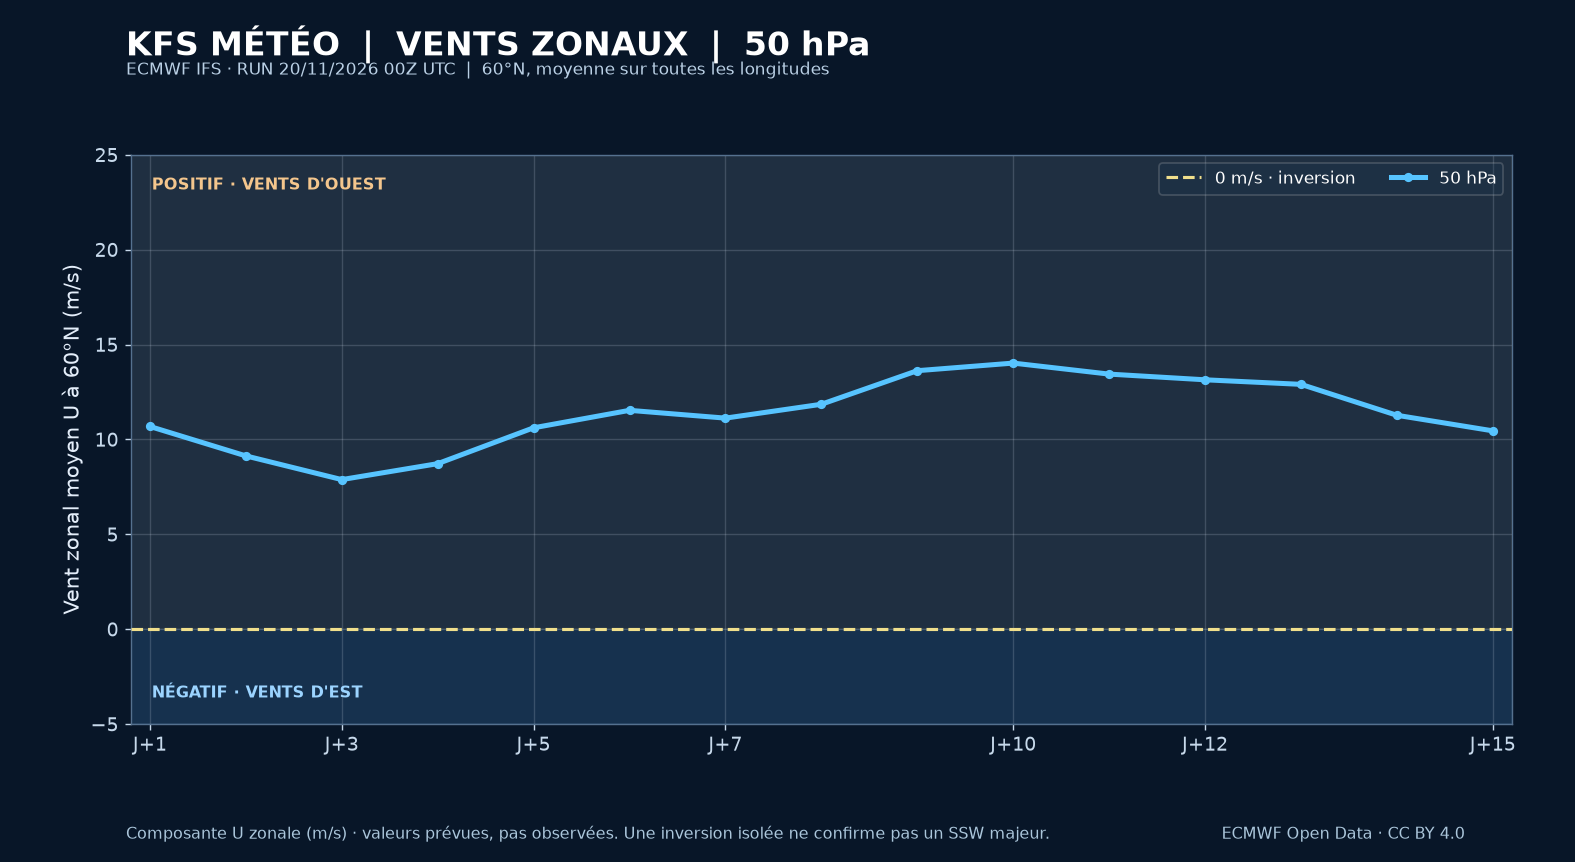 KFS MÉTÉO | VENTS ZONAUX | 50 hPa
ECMWF IFS · RUN 20/11/2026 00Z UTC | 60°N, moyenne sur toutes les longitudes
POSITIF · VENTS D'OUEST
0 m/s · inversion
50 hPa
Vent zonal moyen U à 60°N (m/s)
25
20
15
10
5
0
−5
NÉGATIF · VENTS D'EST
J+1 J+3 J+5 J+7 J+10 J+12 J+15
Composante U zonale (m/s) · valeurs prévues, pas observées. Une inversion isolée ne confirme pas un SSW majeur.
ECMWF Open Data · CC BY 4.0